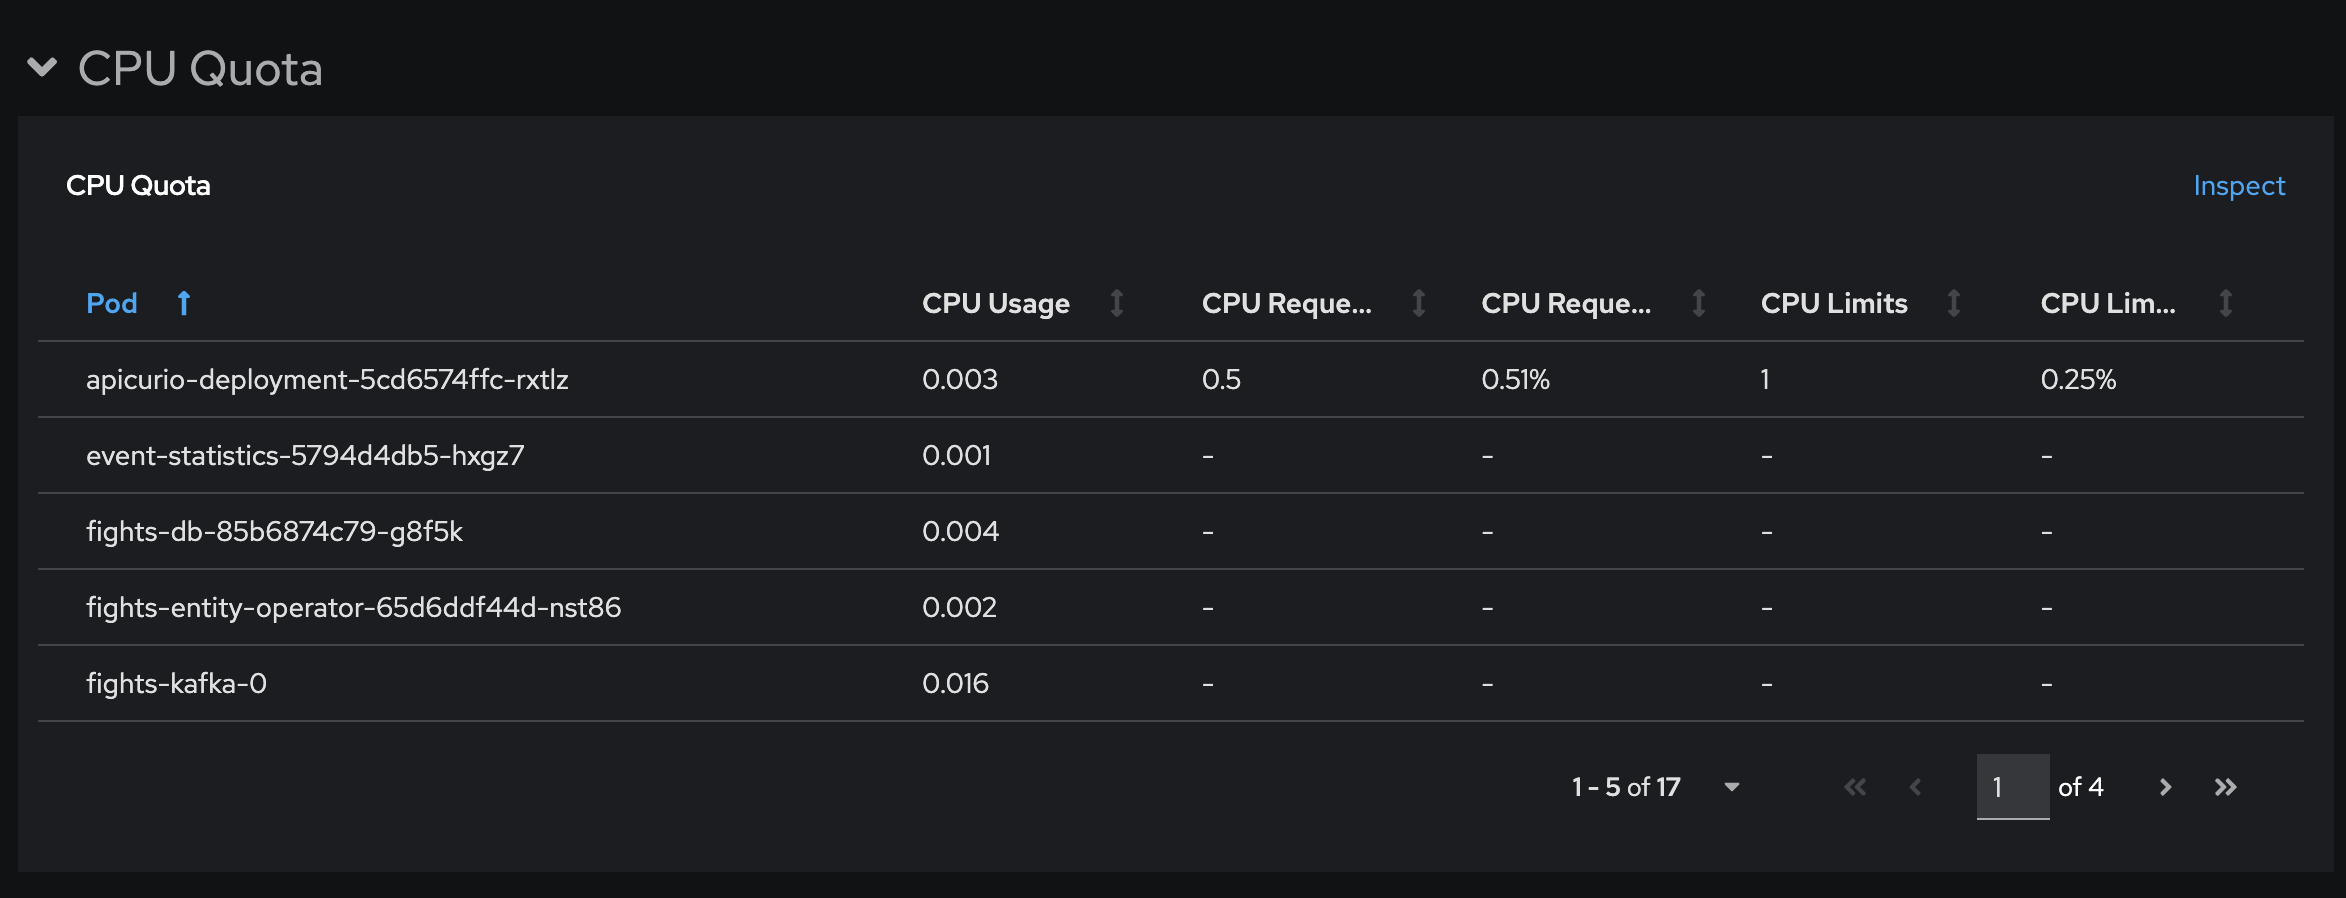 CPU Quota
CPU Quota Inspect
Pod CPU Usage CPU Reque... CPU Reque... CPU Limits CPU Lim...
apicurio-deployment-5cd6574ffc-rxtlz 0.003 0.5 0.51% 1 0.25%
event-statistics-5794d4db5-hxgz7 0.001 - - - -
fights-db-85b6874c79-g8f5k 0.004 - - - -
fights-entity-operator-65d6ddf44d-nst86 0.002 - - - -
fights-kafka-0 0.016 - - - -
1 - 5 of 17 1 of 4